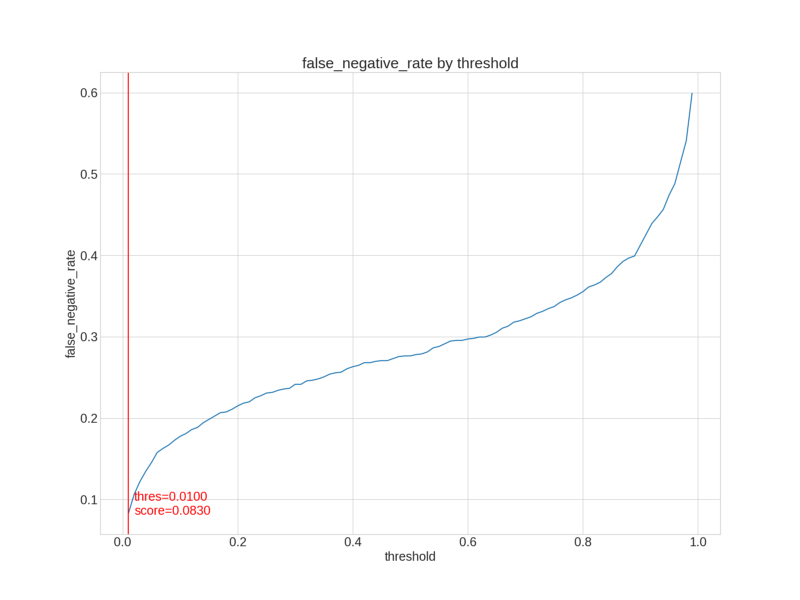 false_negative_rate by threshold
false_negative_rate
0.6
0.5
0.4
0.3
0.2
0.1
thres=0.0100
score=0.0830
0.0 0.2 0.4 0.6 0.8 1.0
threshold